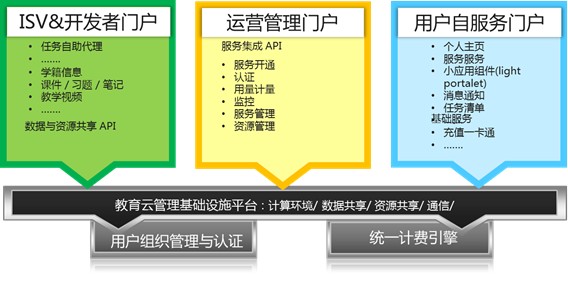 ISV&开发者门户
• 任务自助代理
• .......
• 学籍信息
• 课件 / 习题 / 笔记
• 教学视频
• .......
数据与资源共享 API
运营管理门户
服务集成 API
• 服务开通
• 认证
• 用量计量
• 监控
• 服务管理
• 资源管理
用户自服务门户
• 个人主页
• 服务服务
• 小应用组件(light
portalet)
• 消息通知
• 任务清单
基础服务
• 充值一卡通
• .......
教育云管理基础设施平台：计算环境/ 数据共享/ 资源共享/ 通信/
用户组织管理与认证
统一计费引擎